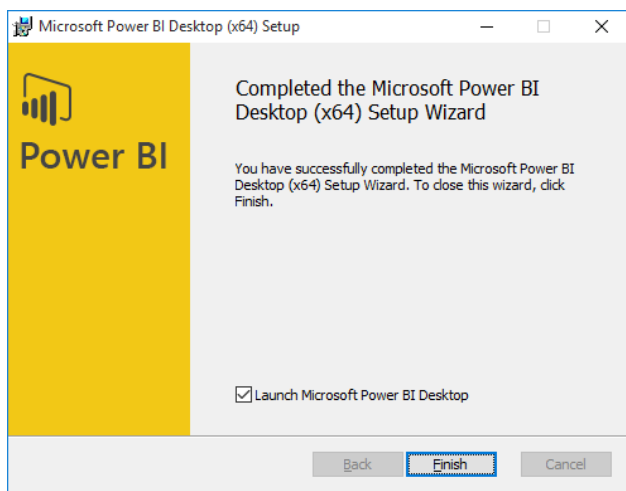 Microsoft Power BI Desktop (x64) Setup
Power BI
Completed the Microsoft Power BI
Desktop (x64) Setup Wizard
You have successfully completed the Microsoft Power BI
Desktop (x64) Setup Wizard. To close this wizard, click
Finish.
Launch Microsoft Power BI Desktop
Back Finish Cancel